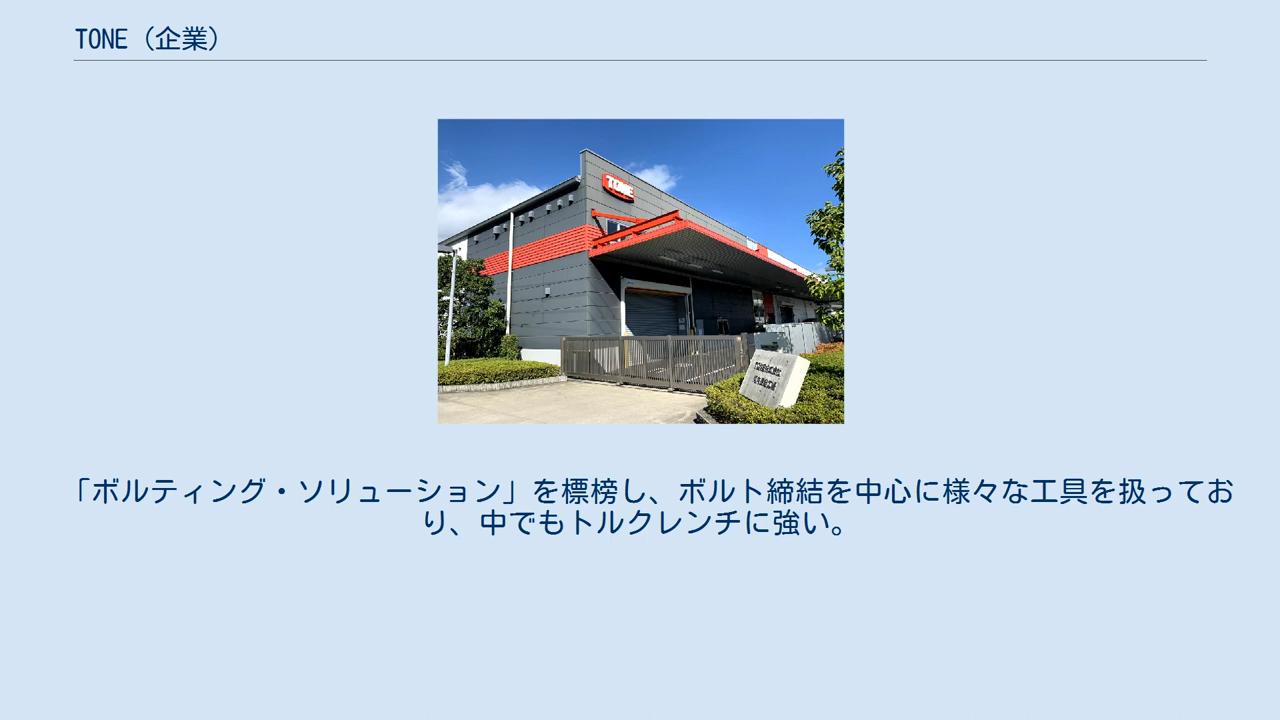 TONE（企業）
TONE
「ボルティング・ソリューション」を標榜し、ボルト締結を中心に様々な工具を扱ってお
り、中でもトルクレンチに強い。